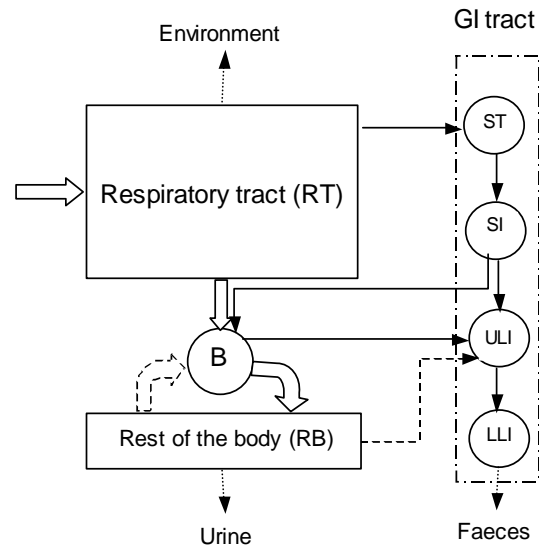 GI tract
Environment
ST
Respiratory tract (RT)
SI
B
ULI
Rest of the body (RB)
LLI
Urine
Faeces